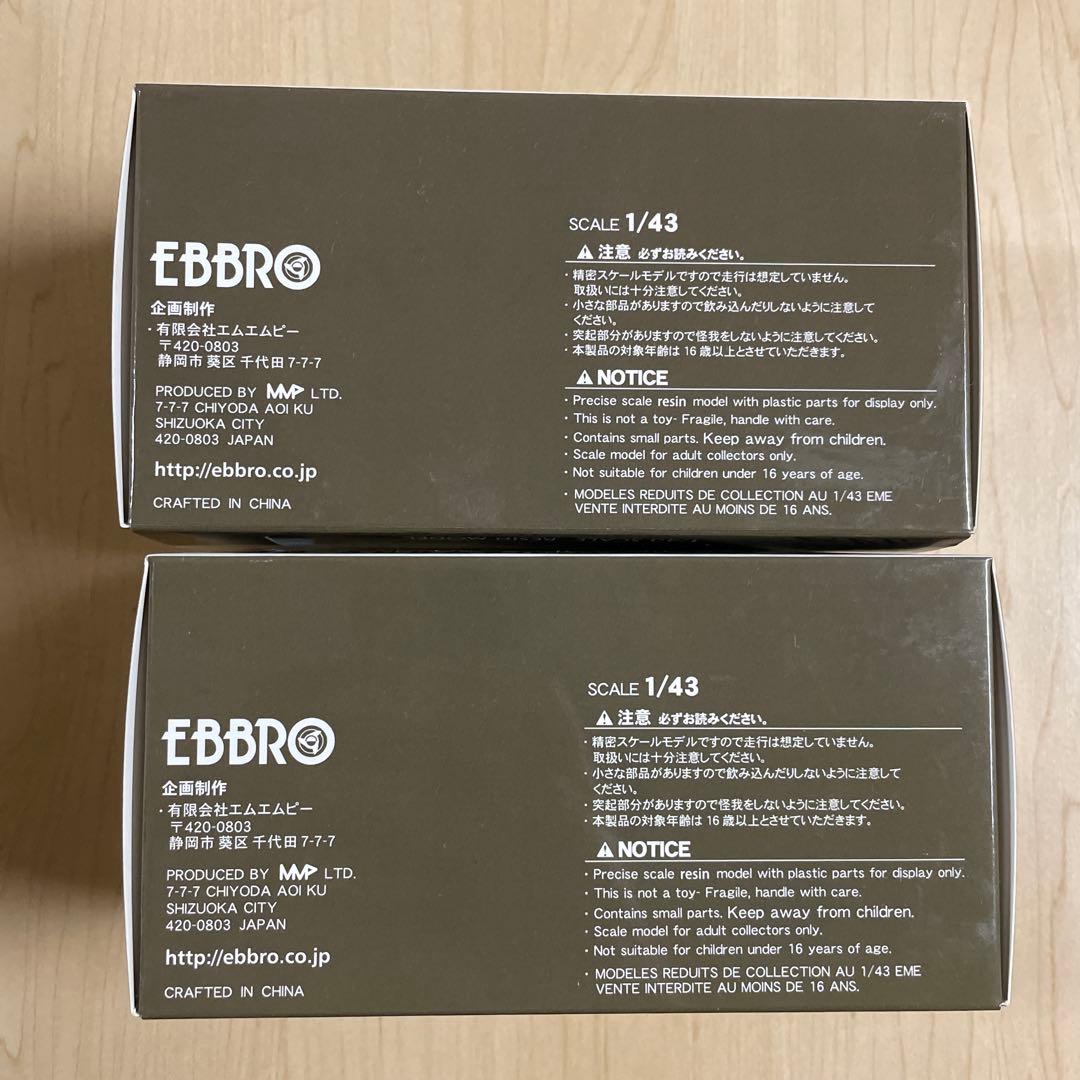 EBBRO
企画制作
・有限会社エムエムピー
〒420-0803
静岡市 葵区 千代田 7-7-7
PRODUCED BY MMP LTD.
7-7-7 CHIYODA AOI KU
SHIZUOKA CITY
420-0803 JAPAN
http://ebbro.co.jp
CRAFTED IN CHINA
SCALE 1/43
⚠ 注意 必ずお読みください。
・精密スケールモデルですので走行は想定していません。
取扱いには十分注意してください。
・小さな部品がありますので飲み込んだりしないように注意して
ください。
・突起部分がありますので怪我をしないように注意してください。
・本製品の対象年齢は 16 歳以上とさせていただきます。
⚠ NOTICE
・Precise scale resin model with plastic parts for display only.
・This is not a toy- Fragile, handle with care.
・Contains small parts. Keep away from children.
・Scale model for adult collectors only.
・Not suitable for children under 16 years of age.
・MODELES REDUITS DE COLLECTION AU 1/43 EME
VENTE INTERDITE AU MOINS DE 16 ANS.
EBBRO
企画制作
・有限会社エムエムピー
〒420-0803
静岡市 葵区 千代田 7-7-7
PRODUCED BY MMP LTD.
7-7-7 CHIYODA AOI KU
SHIZUOKA CITY
420-0803 JAPAN
http://ebbro.co.jp
CRAFTED IN CHINA
SCALE 1/43
⚠ 注意 必ずお読みください。
・精密スケールモデルですので走行は想定していません。
取扱いには十分注意してください。
・小さな部品がありますので飲み込んだりしないように注意して
ください。
・突起部分がありますので怪我をしないように注意してください。
・本製品の対象年齢は 16 歳以上とさせていただきます。
⚠ NOTICE
・Precise scale resin model with plastic parts for display only.
・This is not a toy- Fragile, handle with care.
・Contains small parts. Keep away from children.
・Scale model for adult collectors only.
・Not suitable for children under 16 years of age.
・MODELES REDUITS DE COLLECTION AU 1/43 EME
VENTE INTERDITE AU MOINS DE 16 ANS.